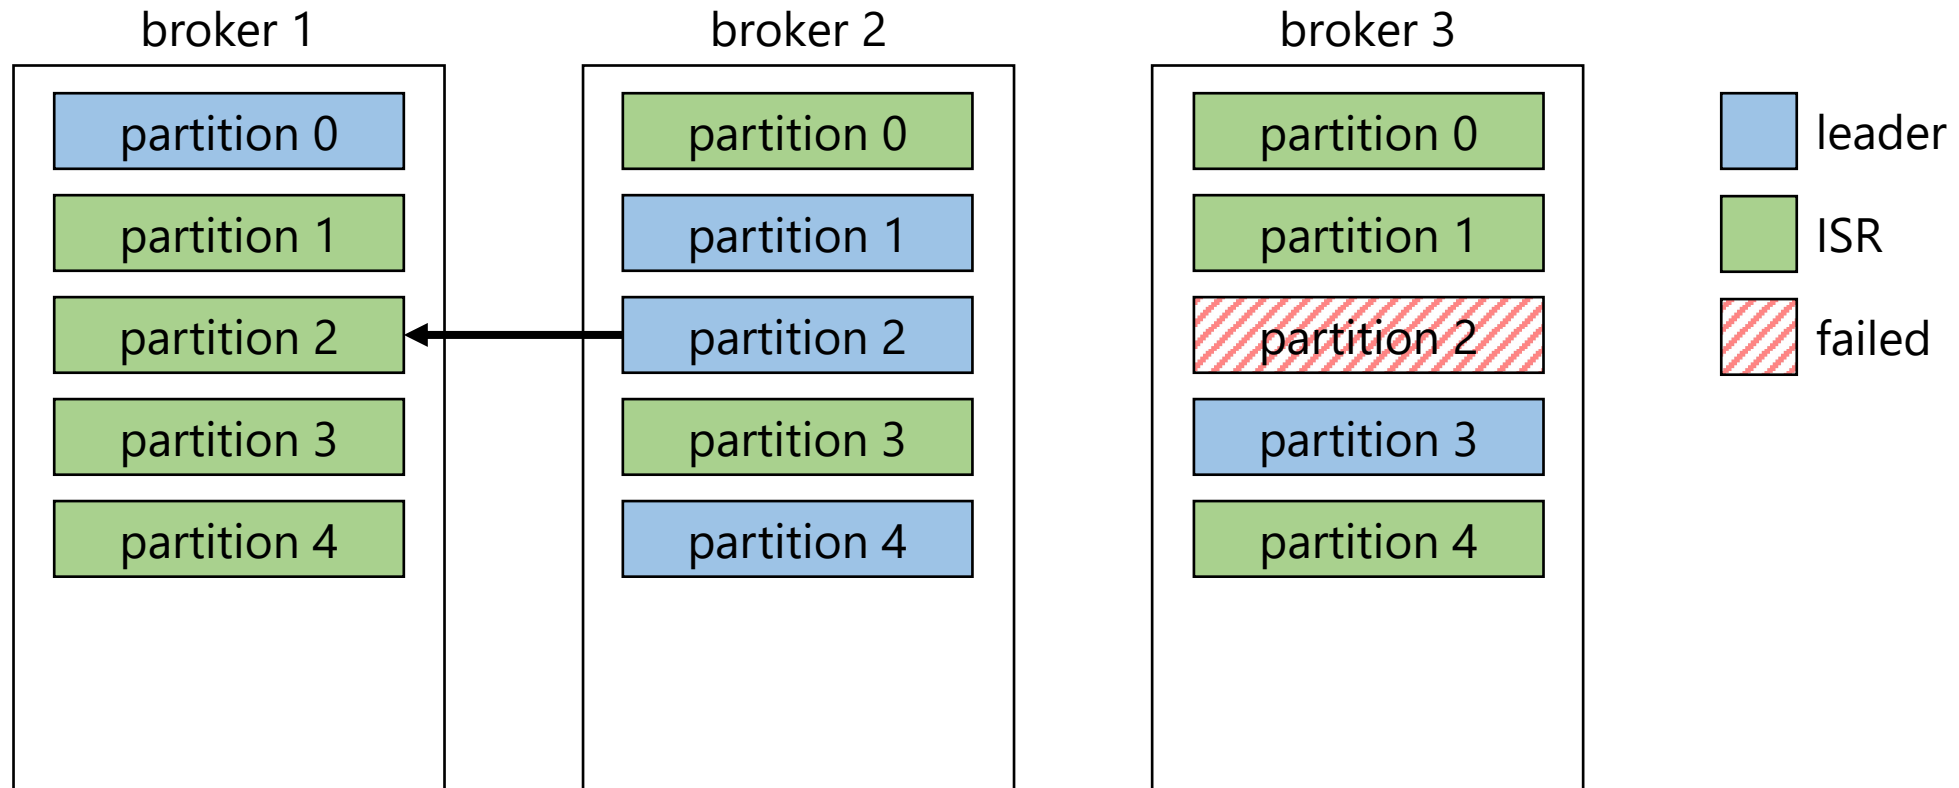 broker 1
partition 0
partition 1
partition 2
partition 3
partition 4
broker 2
partition 0
partition 1
partition 2
partition 3
partition 4
broker 3
partition 0
partition 1
partition 2
partition 3
partition 4
leader
ISR
failed